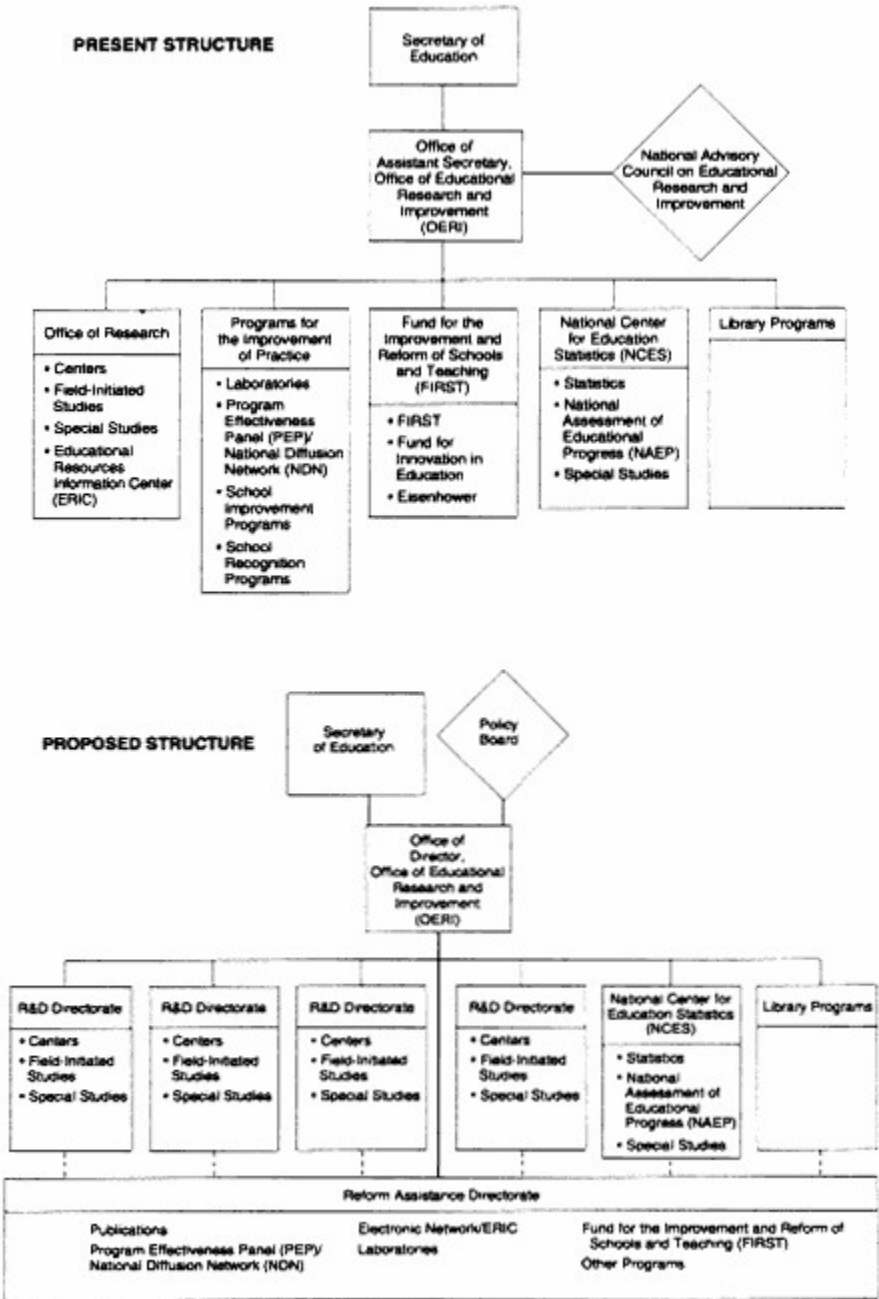 PRESENT STRUCTURE
Secretary of
Education
Office of
Assistant Secretary,
Office of Educational
Research and
Improvement
(OERI)
National Advisory
Council on Educational
Research and
Improvement
Office of Research
• Centers
• Field-Initiated
Studies
• Special Studies
• Educational
Resources
Information Center
(ERIC)
Programs for
the Improvement
of Practice
• Laboratories
• Program
Effectiveness
Panel (PEP)/
National Diffusion
Network (NDN)
• School
Improvement
Programs
• School
Recognition
Programs
Fund for the
Improvement and
Reform of Schools
and Teaching
(FIRST)
• FIRST
• Fund for
Innovation in
Education
• Eisenhower
National Center
for Education
Statistics (NCES)
• Statistics
• National
Assessment of
Educational
Progress (NAEP)
• Special Studies
Library Programs
PROPOSED STRUCTURE
Secretary
of Education
Policy
Board
Office of
Director,
Office of Educational
Research and
Improvement
(OERI)
R&D Directorate
• Centers
• Field-Initiated
Studies
• Special Studies
R&D Directorate
• Centers
• Field-Initiated
Studies
• Special Studies
R&D Directorate
• Centers
• Field-Initiated
Studies
• Special Studies
R&D Directorate
• Centers
• Field-Initiated
Studies
• Special Studies
National Center for
Education Statistics
(NCES)
• Statistics
• National
Assessment of
Educational
Progress (NAEP)
• Special Studies
Library Programs
Reform Assistance Directorate
Publications
Program Effectiveness Panel (PEP)/
National Diffusion Network (NDN)
Electronic Network/ERIC
Laboratories
Fund for the Improvement and Reform of
Schools and Teaching (FIRST)
Other Programs